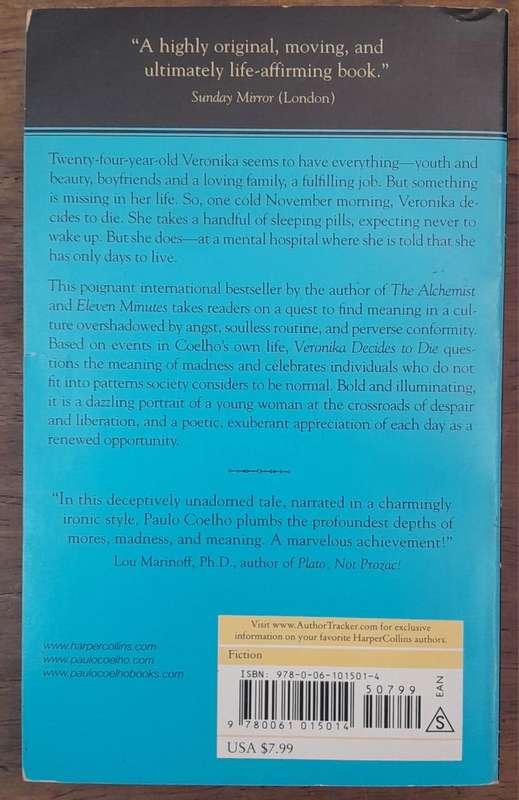 “A highly original, moving, and
ultimately life-affirming book.”
Sunday Mirror (London)
Twenty-four-year-old Veronika seems to have everything—youth and
beauty, boyfriends and a loving family, a fulfilling job. But something
is missing in her life. So, one cold November morning, Veronika de-
cides to die. She takes a handful of sleeping pills, expecting never to
wake up. But she does—at a mental hospital where she is told that she
has only days to live.
This poignant international bestseller by the author of The Alchemist
and Eleven Minutes takes readers on a quest to find meaning in a cul-
ture overshadowed by angst, soulless routine, and perverse conformity.
Based on events in Coelho's own life, Veronika Decides to Die ques-
tions the meaning of madness and celebrates individuals who do not
fit into patterns society considers to be normal. Bold and illuminating,
it is a dazzling portrait of a young woman at the crossroads of despair
and liberation, and a poetic, exuberant appreciation of each day as a
renewed opportunity.
“In this deceptively unadorned tale, narrated in a charmingly
ironic style, Paulo Coelho plumbs the profoundest depths of
mores, madness, and meaning. A marvelous achievement!”
Lou Marinoff, Ph.D., author of Plato, Not Prozac!
www.harpercollins.com
www.paulocoelho.com
www.paulocoelhobooks.com
Visit www.AuthorTracker.com for exclusive
information on your favorite HarperCollins authors.
Fiction
ISBN: 978-0-06-101501-4
50799
EAN
S
9 780061 015014
USA $7.99